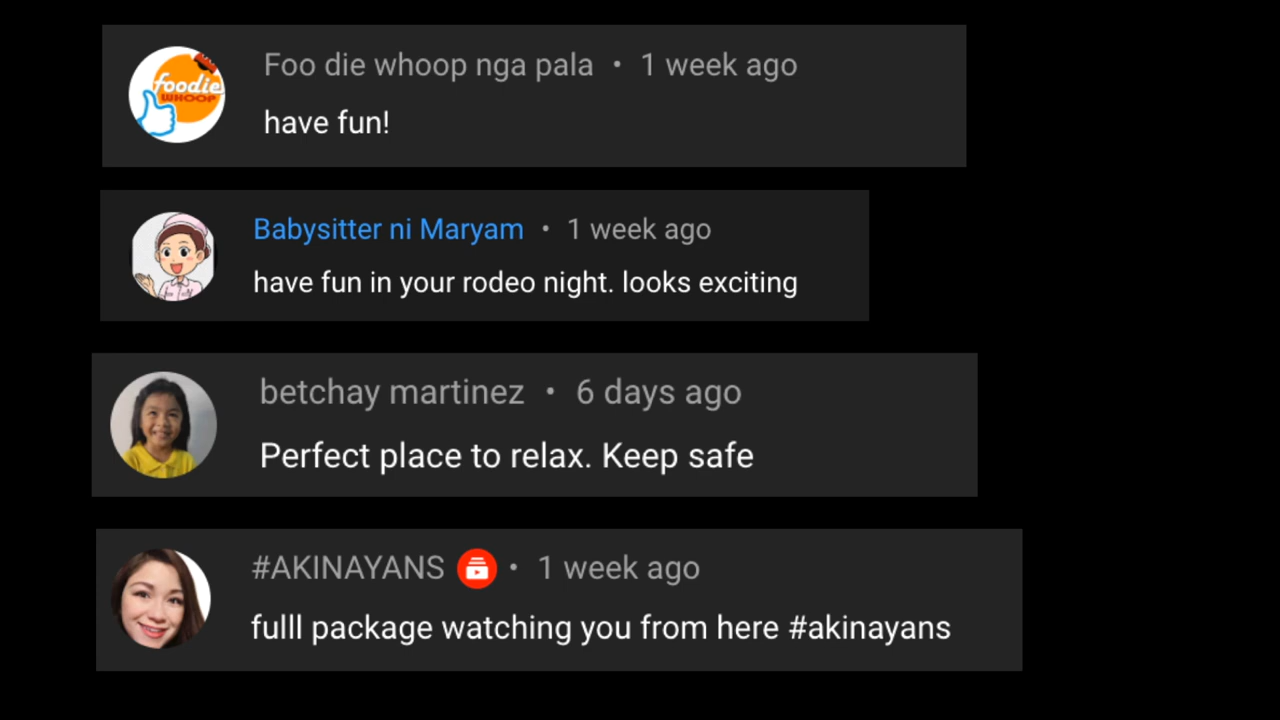 foodie
WHOOP
Foo die whoop nga pala • 1 week ago
have fun!
Babysitter ni Maryam • 1 week ago
have fun in your rodeo night. looks exciting
betchay martinez • 6 days ago
Perfect place to relax. Keep safe
#AKINAYANS • 1 week ago
fulll package watching you from here #akinayans